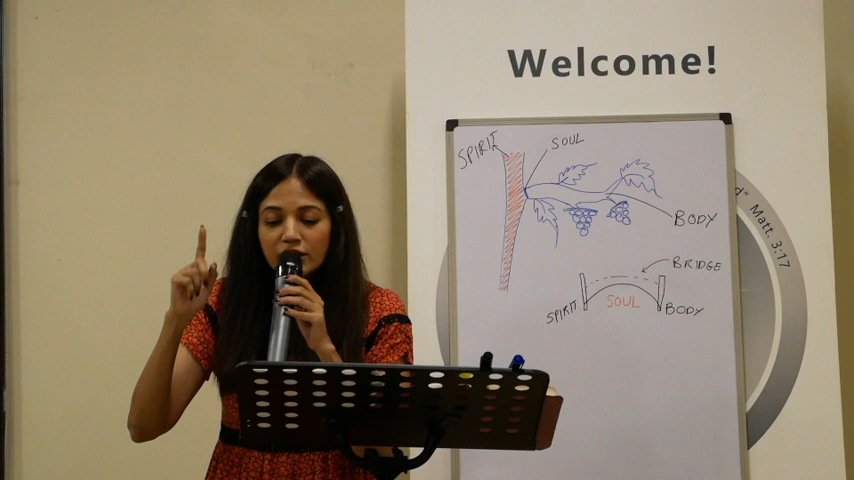 Welcome!
SPIRIT
SOUL
BODY
BRIDGE
SPIRIT
SOUL
BODY
d" Matt. 3:17